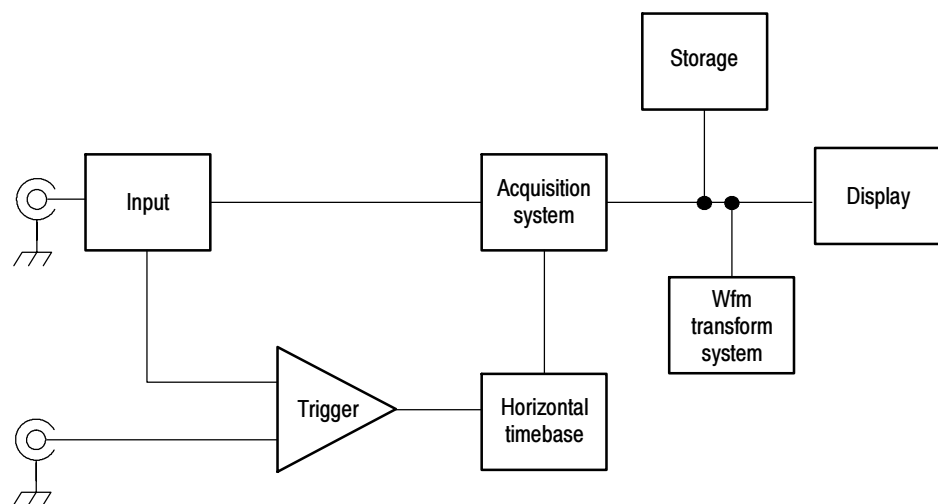 Storage
Input
Acquisition
system
Display
Wfm
transform
system
Trigger
Horizontal
timebase